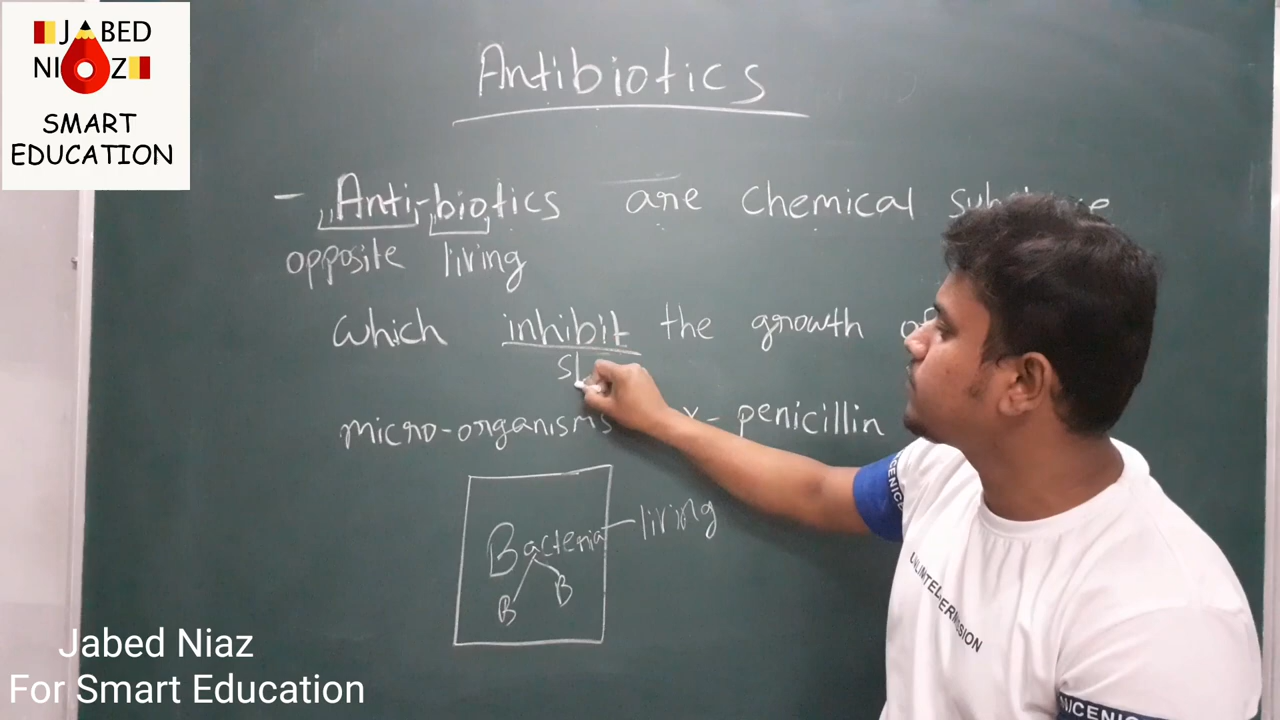 JABED
NIAZ
SMART
EDUCATION
Antibiotics
- Anti-biotics are chemical
opposite living
which inhibit the growth of
micro-organisms penicillin
Bacteria living
B B
Jabed Niaz
For Smart Education